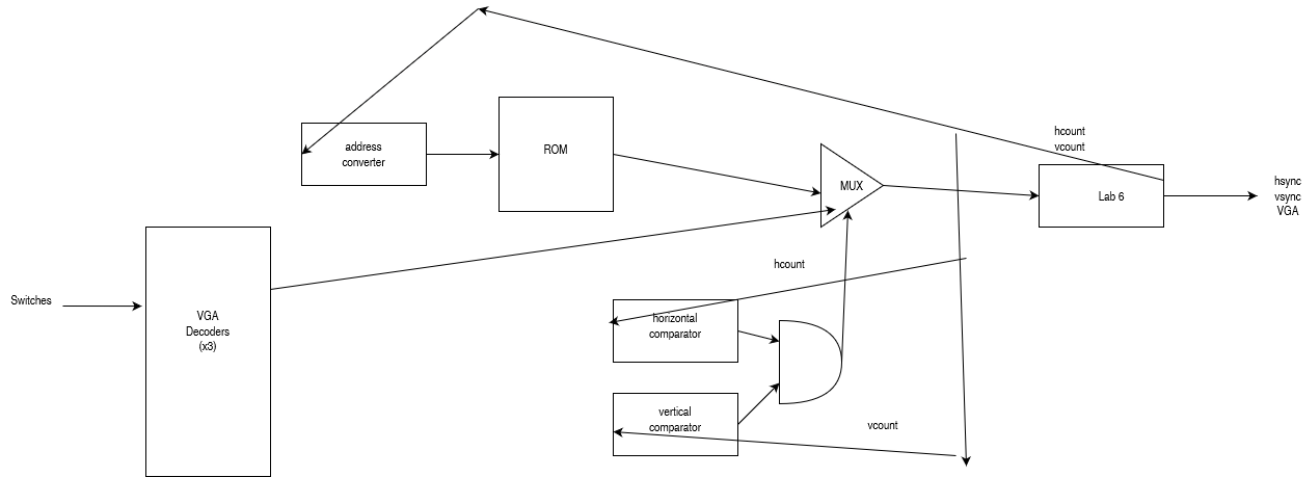 hcount
vcount
address
converter
ROM
MUX
Lab 6
hsync
vsync
VGA
hcount
Switches
VGA
Decoders
(x3)
horizontal
comparator
vertical
comparator
vcount